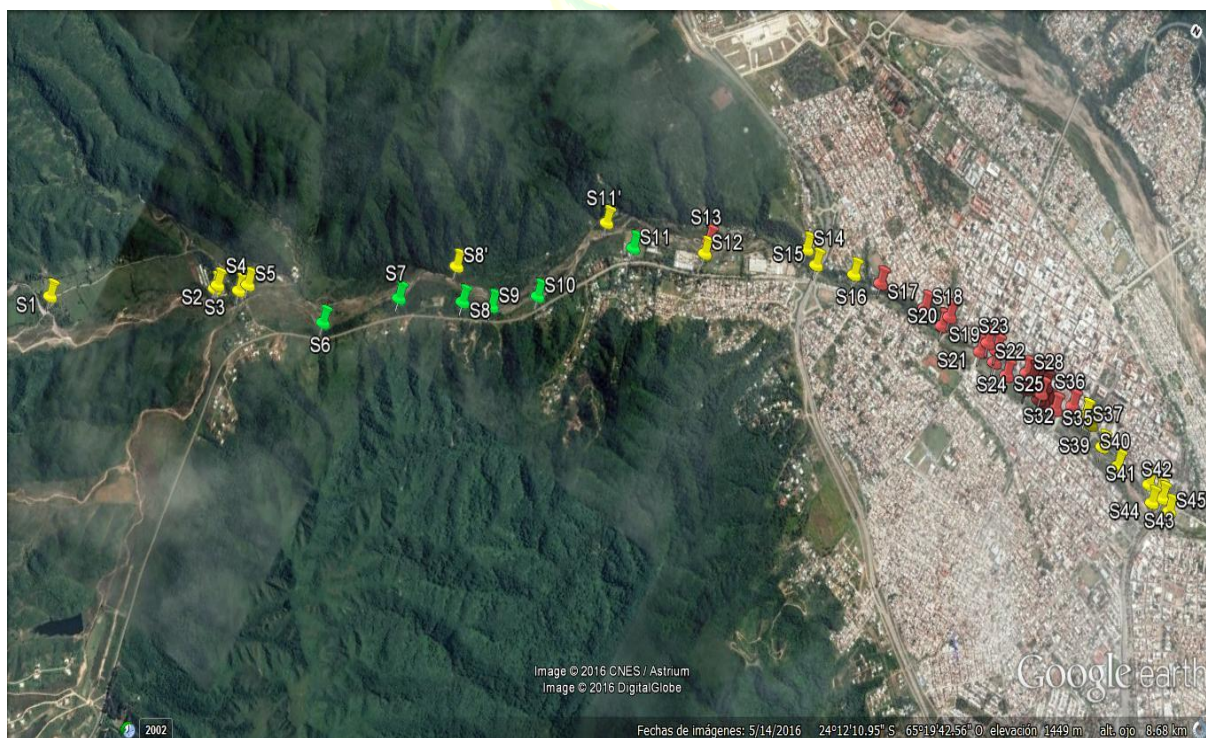 N
S11'
S13
S11
S12
S14
S15
S8'
S4
S5
S1
S2
S3
S7
S9
S10
S8
S6
S16
S17
S18
S20
S19
S23
S21
S22
S28
S24
S25
S36
S32
S35
S37
S39
S40
S41
S42
S44
S43
S45
Image © 2016 CNES / Astrium
Image © 2016 DigitalGlobe
Google earth
2002
Fechas de imágenes: 5/14/2016 24°12'10.95" S 65°19'42.56" O elevación 1449 m alt. ojo 8.68 km